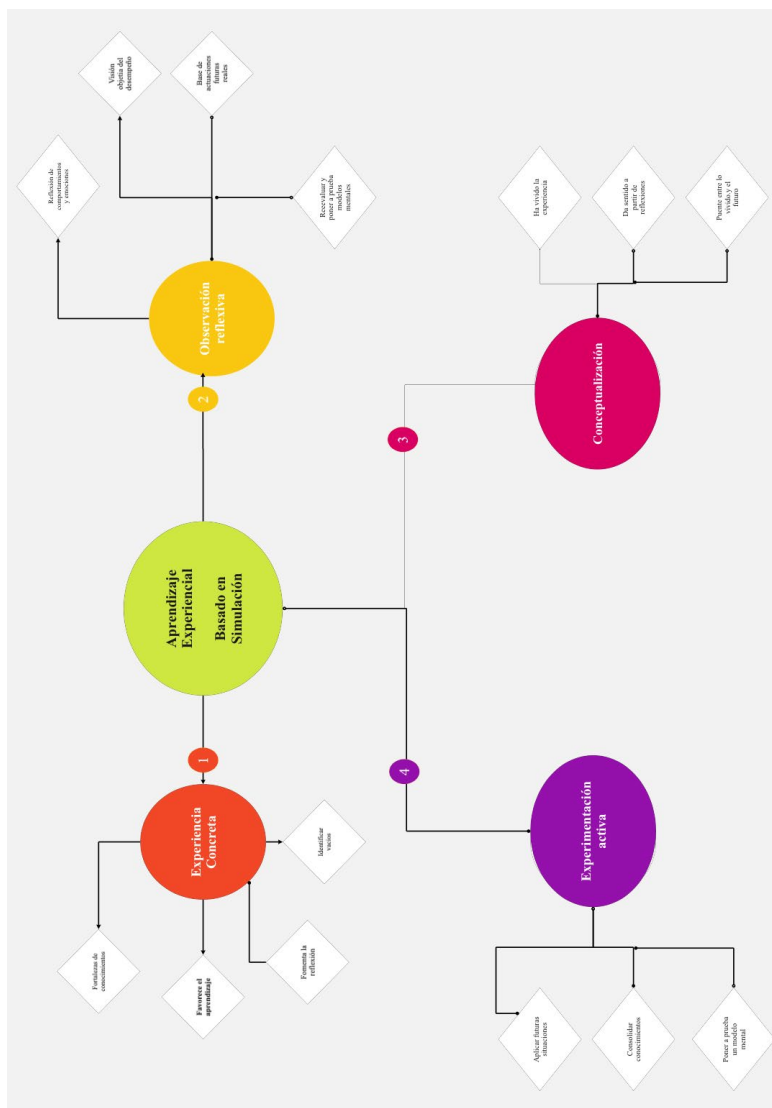 Aprendizaje
Experiencial
Basado en
Simulación
1
Experiencia
Concreta
Fortalezas de
conocimientos
Favorece el
aprendizaje
Fomenta la
reflexión
Identificar
vacios
2
Observación
reflexiva
Reflexión de
comportamientos
y emociones
Visión
objetia del
desempeño
Base de
actuaciones
futuras
reales
Reeevaluar y
poner a prueba
modelos
mentales
3
Conceptualización
Ha vivido la
experiencia
Da sentido a
partir de
reflexiones
Puente entre lo
vivido y el
futuro
4
Experimentación
activa
Aplicar futuras
situaciones
Consolidar
conocimientos
Poner a prueba
un modelo
mental